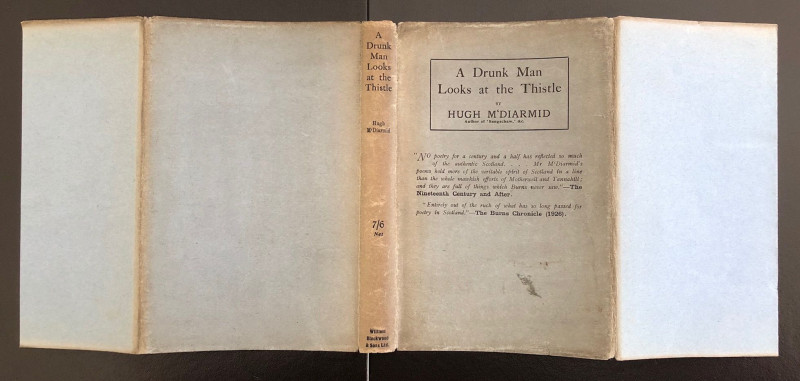 A
Drunk
Man
Looks
at the
Thistle
Hugh
M'Diarmid
7/6
Net
William
Blackwood
& Sons Ltd.
A Drunk Man
Looks at the Thistle
BY
HUGH M'DIARMID
Author of 'Sangschaw,' &c.
"NO poetry for a century and a half has reflected so much
of the authentic Scotland. . . . Mr M'Diarmid's
poems hold more of the veritable spirit of Scotland in a line
than the whole mawkish efforts of Motherwell and Tannahill;
and they are full of things which Burns never saw."—The
Nineteenth Century and After.
"Entirely out of the ruck of what has so long passed for
poetry in Scotland."—The Burns Chronicle (1926).